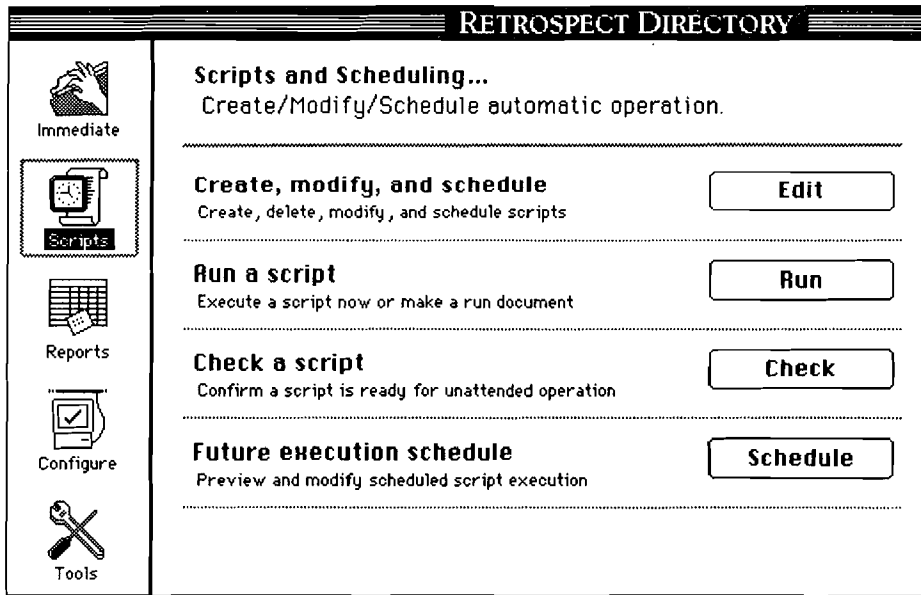 RETROSPECT DIRECTORY
Immediate
Scripts
Reports
Configure
Tools
Scripts and Scheduling...
Create/Modify/Schedule automatic operation.
Create, modify, and schedule
Create, delete, modify, and schedule scripts
Edit
Run a script
Execute a script now or make a run document
Run
Check a script
Confirm a script is ready for unattended operation
Check
Future execution schedule
Preview and modify scheduled script execution
Schedule